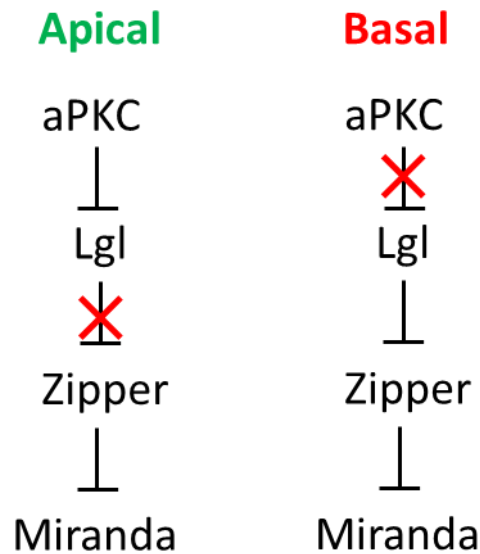 Apical
aPKC
Lgl
Zipper
Miranda
Basal
aPKC
Lgl
Zipper
Miranda